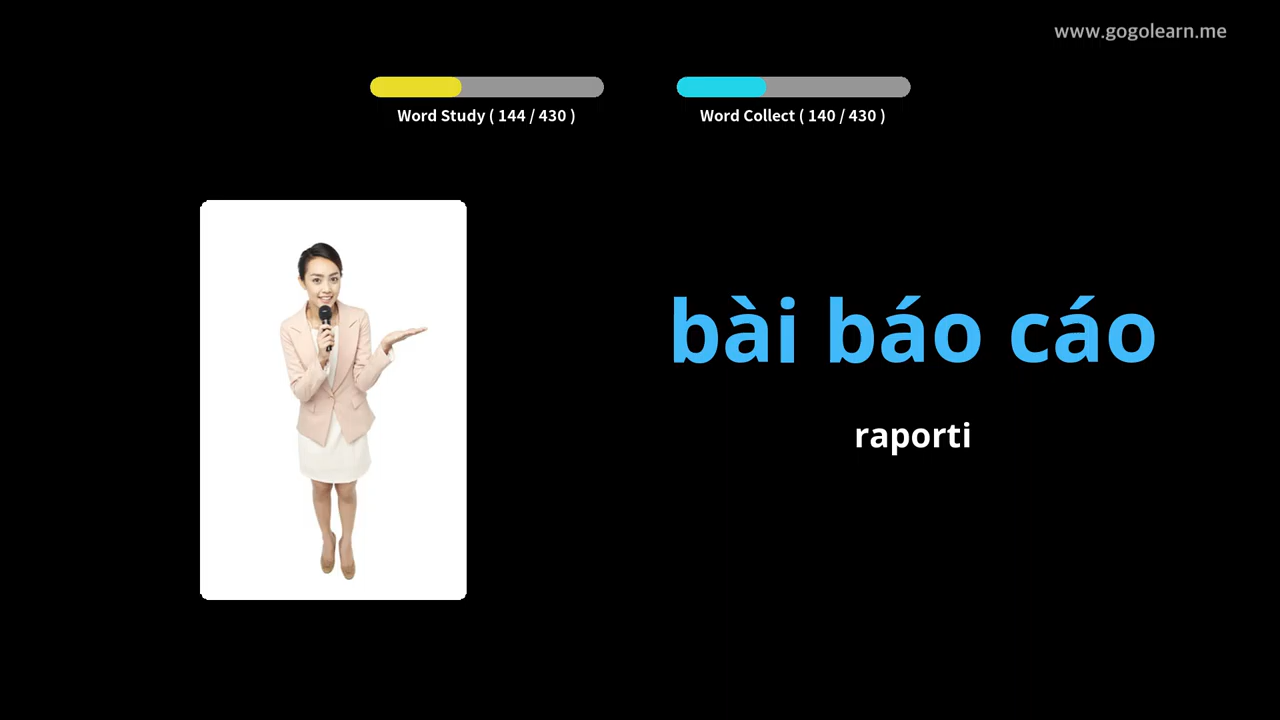 www.gogolearn.me
Word Study ( 144 / 430 )
Word Collect ( 140 / 430 )
bài báo cáo
raporti